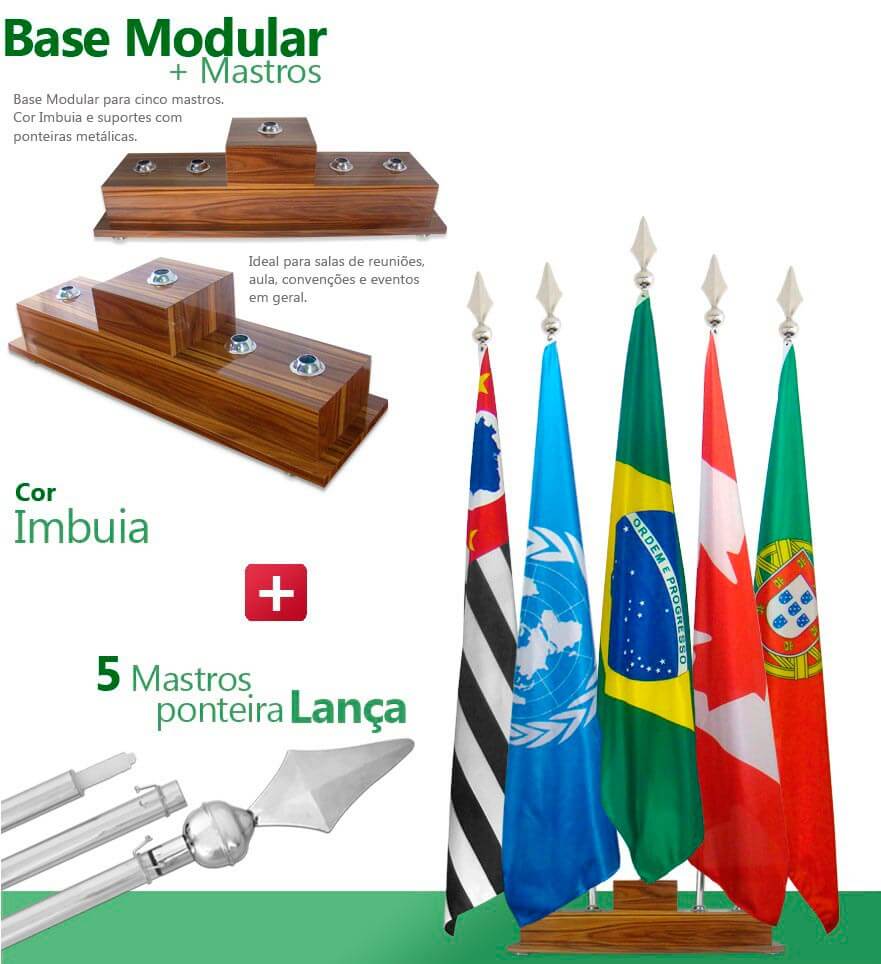 Base Modular
+ Mastros
Base Modular para cinco mastros.
Cor Imbuia e suportes com
ponteiras metálicas.
Ideal para salas de reuniões,
aula, convenções e eventos
em geral.
Cor
Imbuia
5 Mastros
ponteira Lança
ORDEM E PROGRESSO